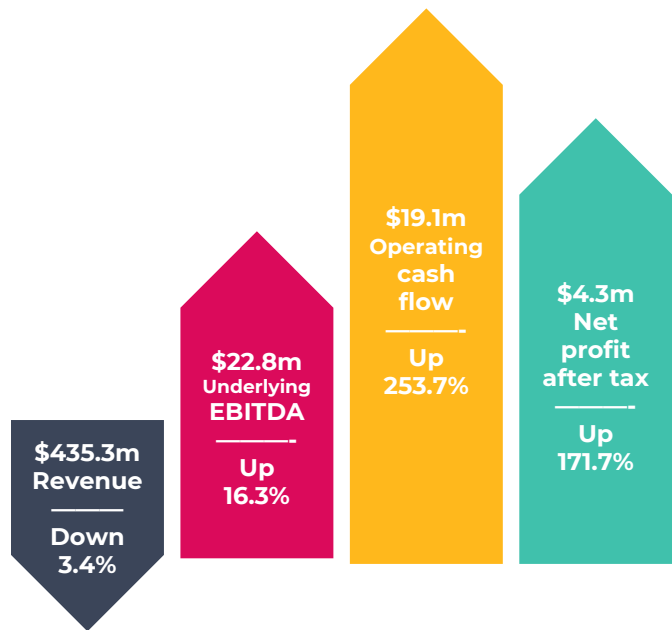 $435.3m
Revenue
Down
3.4%
$22.8m
Underlying
EBITDA
Up
16.3%
$19.1m
Operating
cash
flow
Up
253.7%
$4.3m
Net
profit
after tax
Up
171.7%